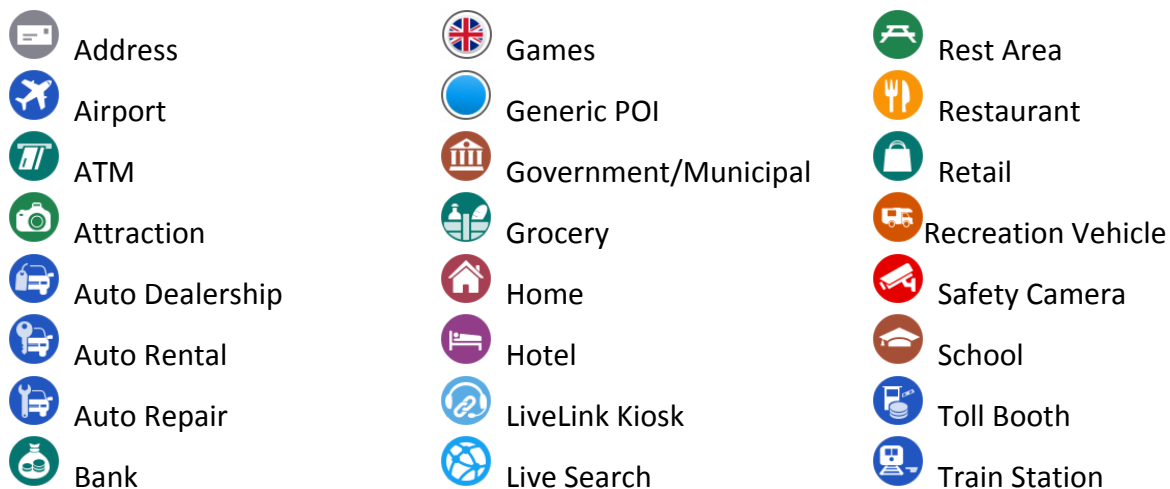 Address
Airport
ATM
Attraction
Auto Dealership
Auto Rental
Auto Repair
Bank
Games
Generic POI
Government/Municipal
Grocery
Home
Hotel
LiveLink Kiosk
Live Search
Rest Area
Restaurant
Retail
Recreation Vehicle
Safety Camera
School
Toll Booth
Train Station